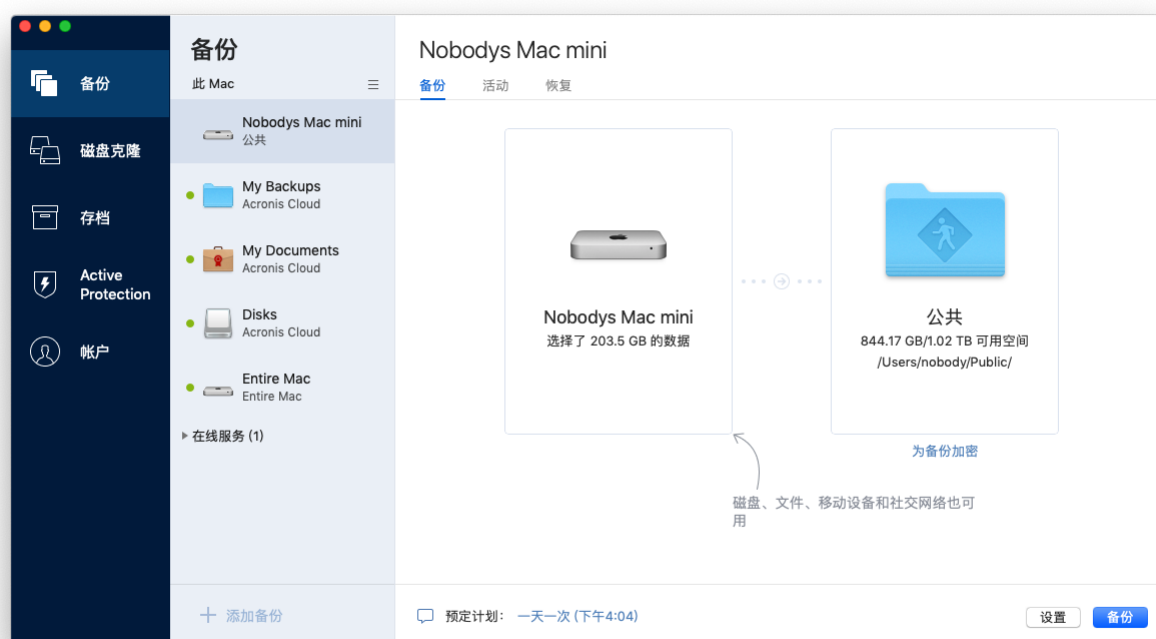 备份
磁盘克隆
存档
Active
Protection
帐户
备份
此 Mac
Nobodys Mac mini
公共
My Backups
Acronis Cloud
My Documents
Acronis Cloud
Disks
Acronis Cloud
Entire Mac
Entire Mac
在线服务 (1)
添加备份
Nobodys Mac mini
备份 活动 恢复
Nobodys Mac mini
选择了 203.5 GB 的数据
公共
844.17 GB/1.02 TB 可用空间
/Users/nobody/Public/
为备份加密
磁盘、文件、移动设备和社交网络也可
用
预定计划： 一天一次 (下午4:04)
设置
备份